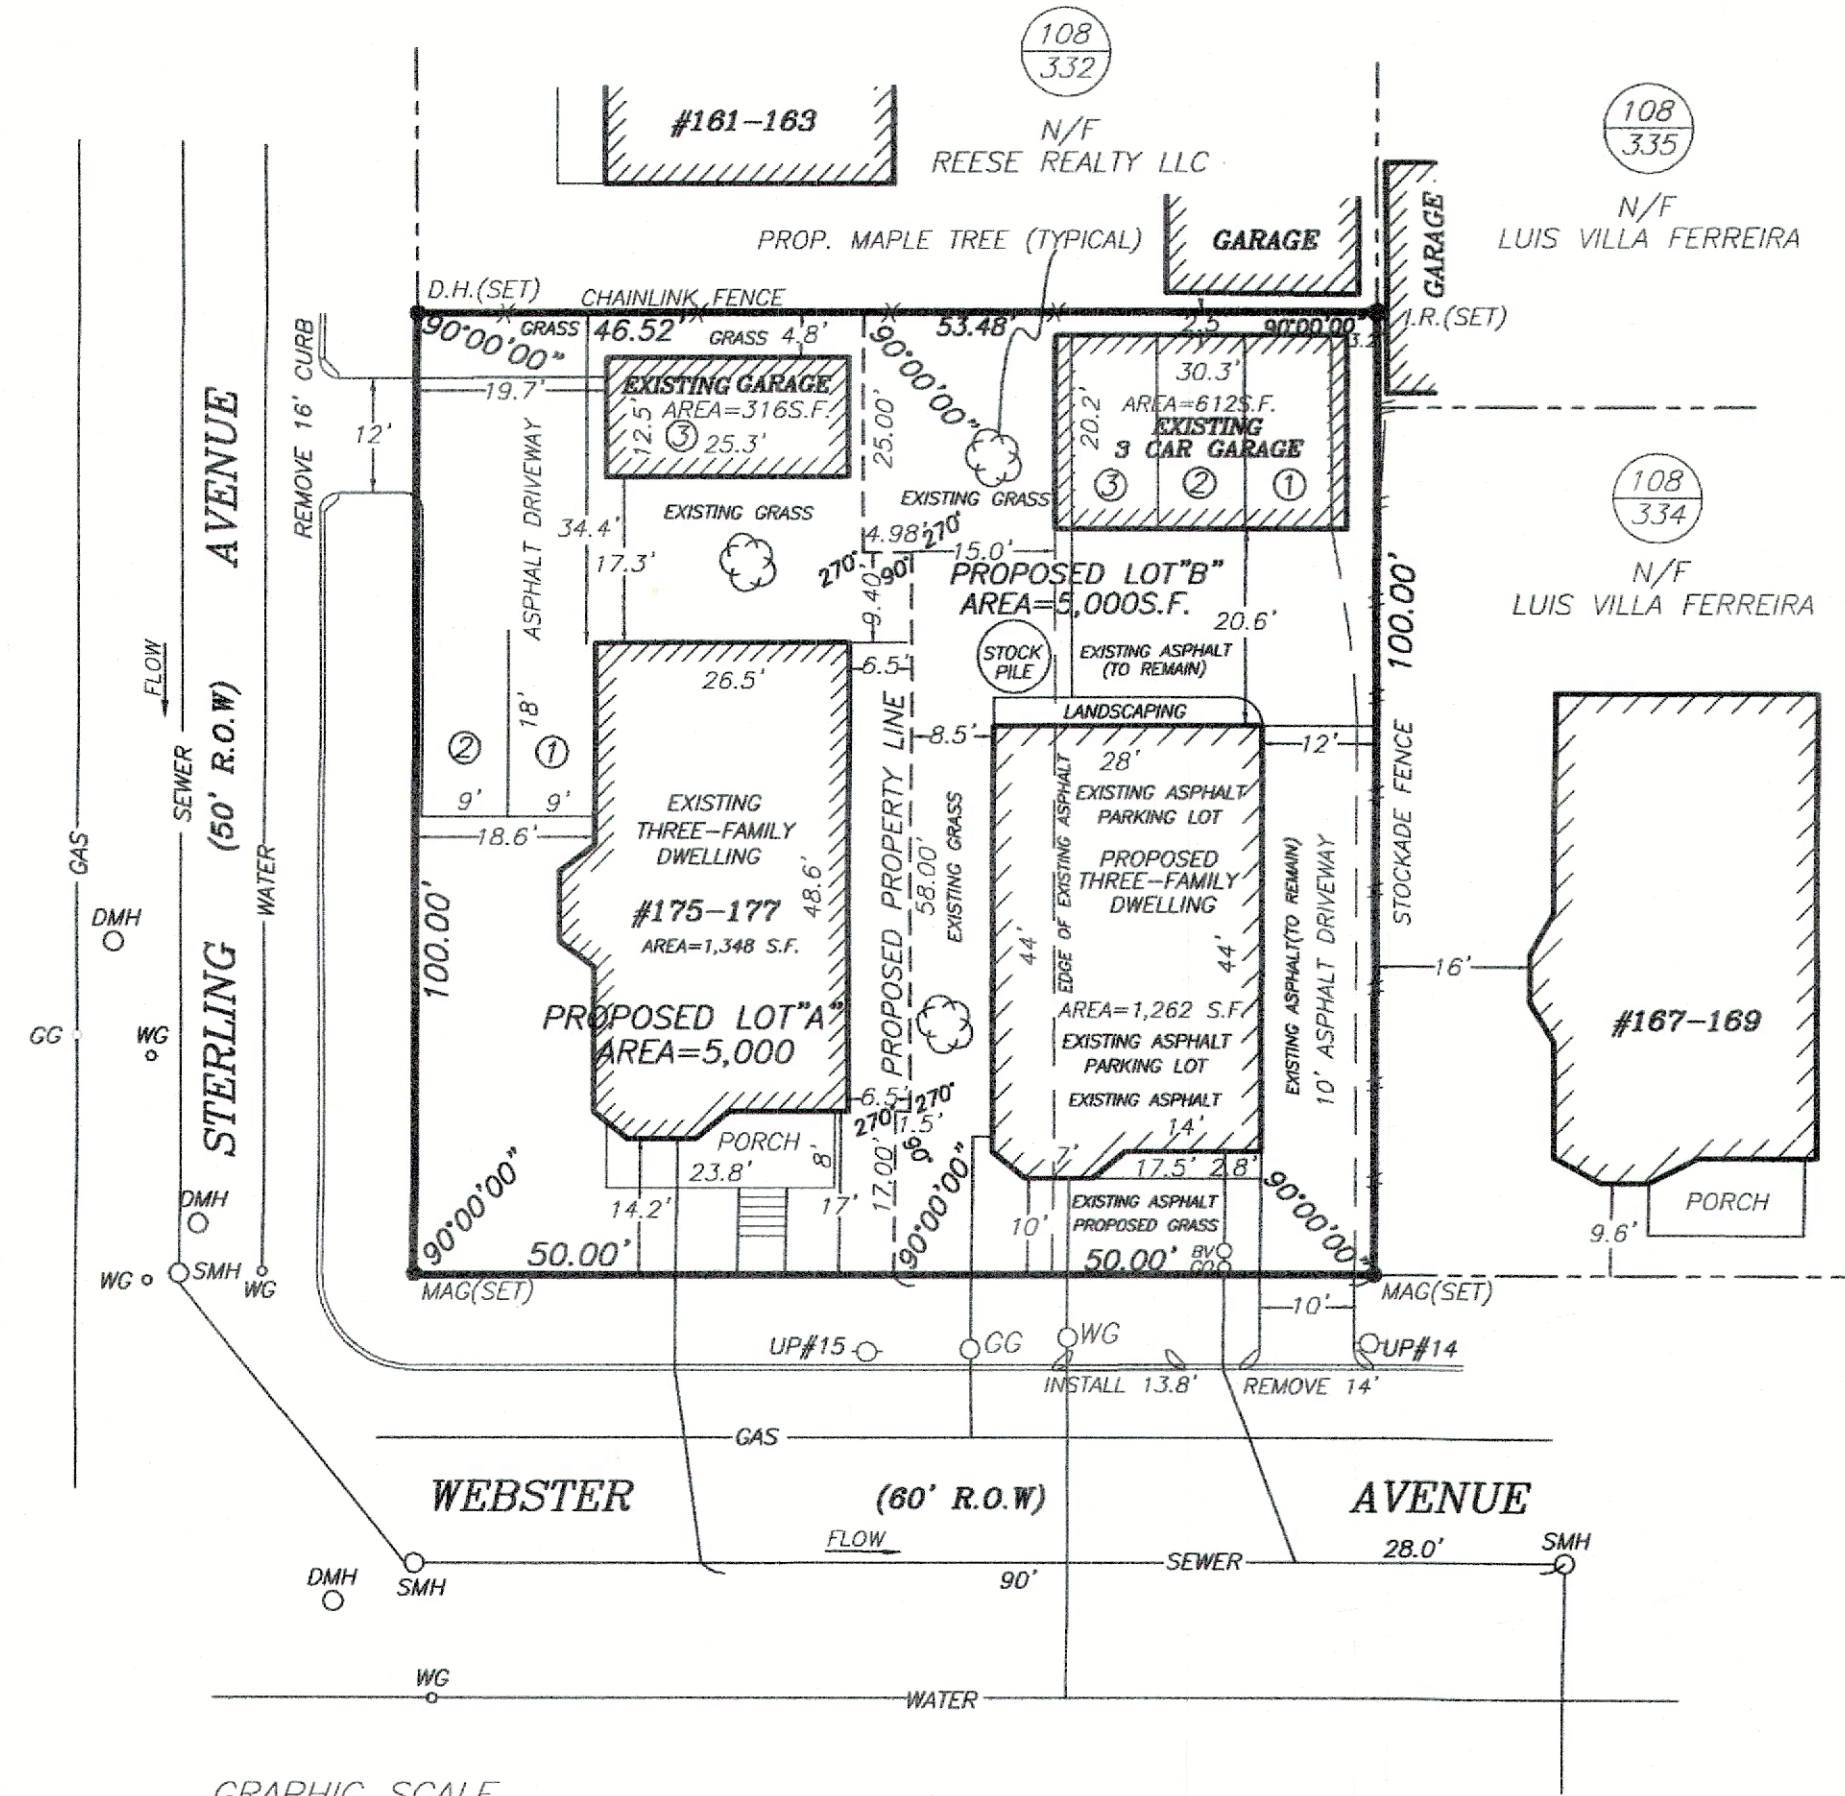 108
332
N/F
REESE REALTY LLC
108
335
N/F
LUIS VILLA FERREIRA
#161-163
PROP. MAPLE TREE (TYPICAL)
GARAGE
GARAGE
D.H.(SET)
CHAINLINK FENCE
I.R.(SET)
90°00'00"
GRASS
46.52'
GRASS
4.8'
90°00'00"
53.48'
2.5'
90°00'00"
3.2'
REMOVE 16' CURB
12'
19.7'
ASPHALT DRIVEWAY
EXISTING GARAGE
AREA=316S.F.
12.5'
3
25.3'
25.00'
30.3'
AREA=612S.F.
20.2'
EXISTING
3 CAR GARAGE
3
2
1
EXISTING GRASS
EXISTING GRASS
34.4'
17.3'
4.98'
270°
15.0'
270°
90°
9.40'
PROPOSED LOT"B"
AREA=5,000S.F.
20.6'
108
334
N/F
LUIS VILLA FERREIRA
100.00'
STOCK
PILE
EXISTING ASPHALT
(TO REMAIN)
LANDSCAPING
STERLING
AVENUE
(50' R.O.W)
FLOW
SEWER
GAS
WATER
6.5'
26.5'
18'
2
1
9'
9'
18.6'
EXISTING
THREE-FAMILY
DWELLING
#175-177
AREA=1,348 S.F.
48.6'
PROPOSED LOT"A"
AREA=5,000
100.00'
PROPOSED PROPERTY LINE
58.00'
EXISTING GRASS
8.5'
28'
12'
EXISTING ASPHALT
PARKING LOT
PROPOSED
THREE-FAMILY
DWELLING
EDGE OF EXISTING ASPHALT
44'
44'
AREA=1,262 S.F.
EXISTING ASPHALT
PARKING LOT
EXISTING ASPHALT
14'
7'
17.5'
2.8'
EXISTING ASPHALT(TO REMAIN)
10' ASPHALT DRIVEWAY
STOCKADE FENCE
16'
#167-169
PORCH
9.6'
DMH
GG
WG
DMH
WG
SMH
WG
6.5'
270°
270°
1.5'
90°
PORCH
23.8'
8'
14.2'
17'
17.00'
90°00'00"
50.00'
90°00'00"
10'
EXISTING ASPHALT
PROPOSED GRASS
50.00'
BV
CO
90°00'00"
MAG(SET)
MAG(SET)
10'
UP#15
GG
WG
UP#14
INSTALL 13.8'
REMOVE 14'
GAS
WEBSTER
(60' R.O.W)
AVENUE
FLOW
SEWER
28.0'
SMH
90'
DMH
SMH
WG
WATER
GRAPHIC SCALE